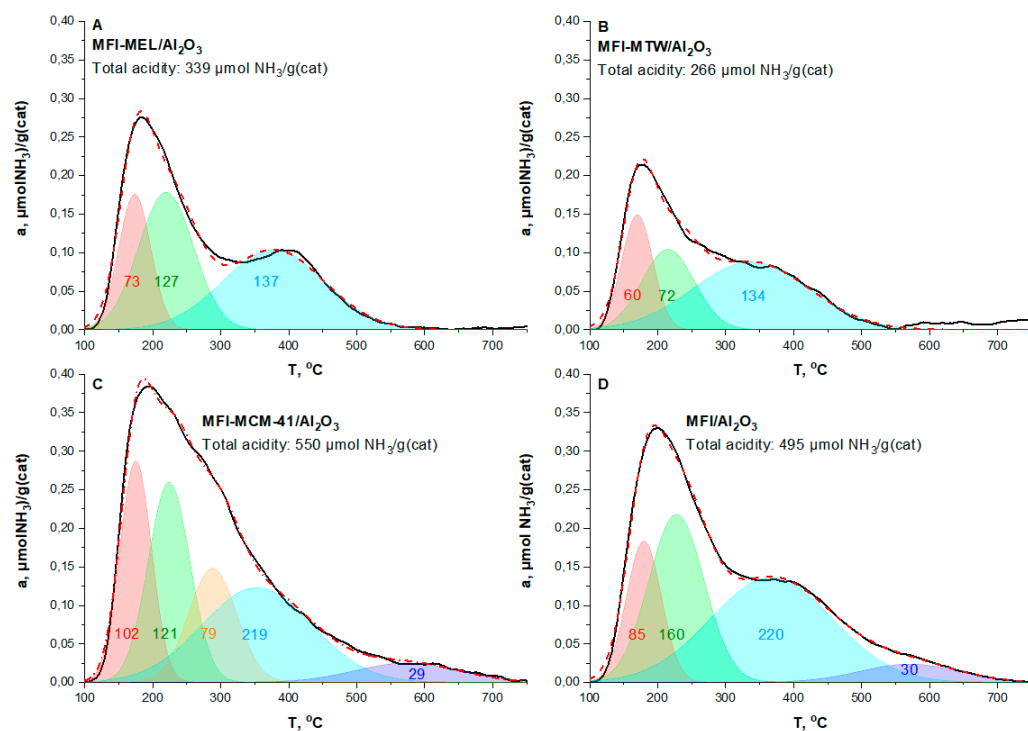 A
MFI-MEL/Al₂O₃
Total acidity: 339 µmol NH₃/g(cat)
a, µmolNH₃)/g(cat)
0,40
0,35
0,30
0,25
0,20
0,15
0,10
0,05
0,00
73
127
137
100 200 300 400 500 600 700
T, °C
B
MFI-MTW/Al₂O₃
Total acidity: 266 µmol NH₃/g(cat)
a, µmolNH₃)/g(cat)
0,40
0,35
0,30
0,25
0,20
0,15
0,10
0,05
0,00
60
72
134
100 200 300 400 500 600 700
T, °C
C
MFI-MCM-41/Al₂O₃
Total acidity: 550 µmol NH₃/g(cat)
a, µmolNH₃)/g(cat)
0,40
0,35
0,30
0,25
0,20
0,15
0,10
0,05
0,00
102
121
79
219
29
100 200 300 400 500 600 700
T, °C
D
MFI/Al₂O₃
Total acidity: 495 µmol NH₃/g(cat)
a, µmol NH₃)/g(cat)
0,40
0,35
0,30
0,25
0,20
0,15
0,10
0,05
0,00
85
160
220
30
100 200 300 400 500 600 700
T, °C